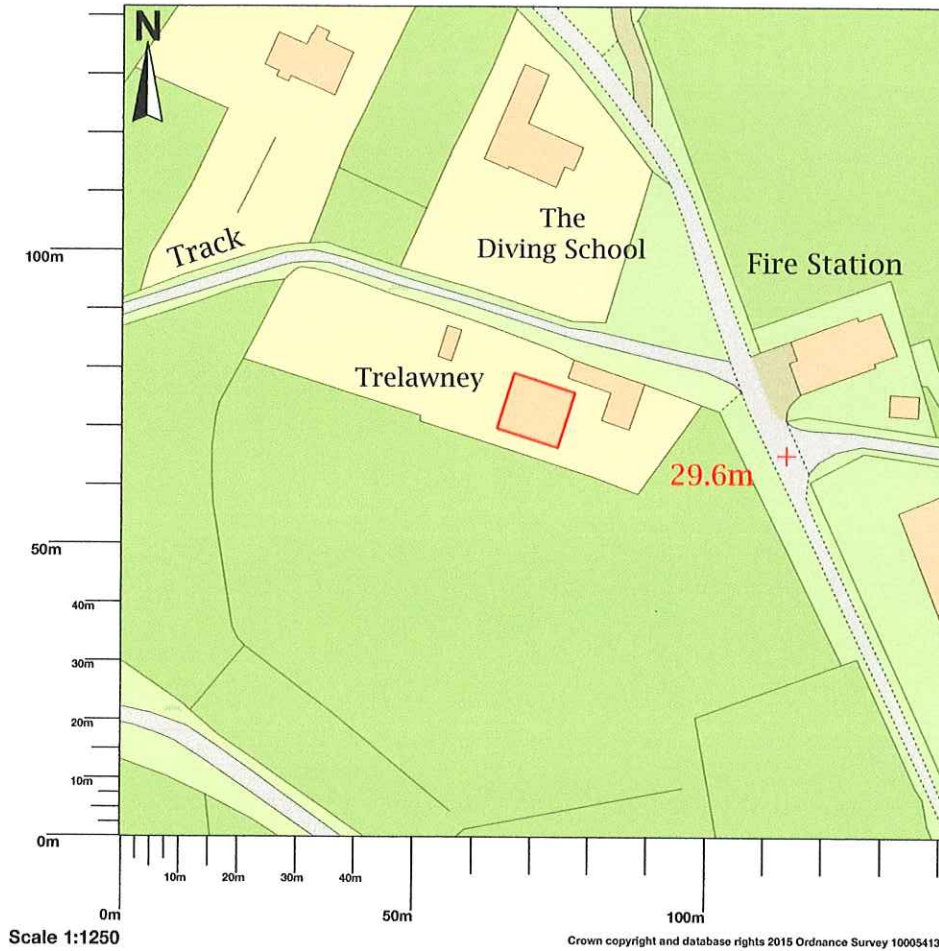 N
The
Diving School
Track
100m
Fire Station
Trelawney
29.6m
50m
40m
30m
20m
10m
0m
10m
20m
30m
40m
0m
50m
100m
Scale 1:1250
Crown copyright and database rights 2015 Ordnance Survey 10005419